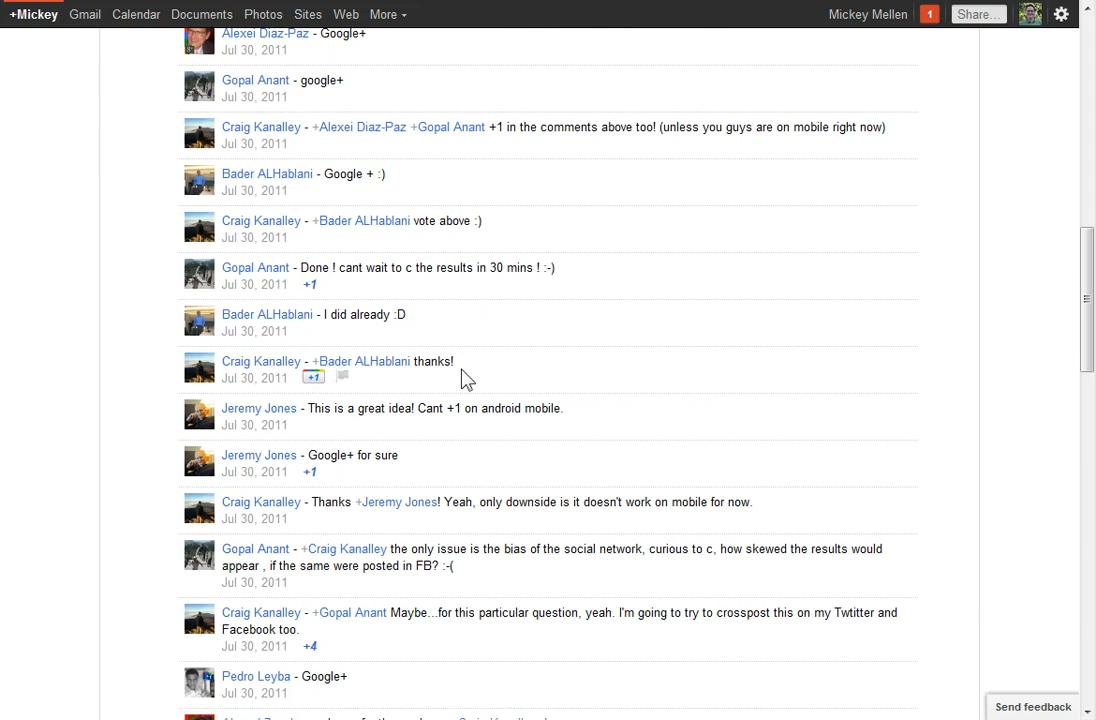 +Mickey Gmail Calendar Documents Photos Sites Web More Mickey Mellen 1 Share...
Alexei Diaz-Paz - Google+
Jul 30, 2011
Gopal Anant - google+
Jul 30, 2011
Craig Kanalley - +Alexei Diaz-Paz +Gopal Anant +1 in the comments above too! (unless you guys are on mobile right now)
Jul 30, 2011
Bader ALHablani - Google + :)
Jul 30, 2011
Craig Kanalley - +Bader ALHablani vote above :)
Jul 30, 2011
Gopal Anant - Done ! cant wait to c the results in 30 mins ! :-)
Jul 30, 2011 +1
Bader ALHablani - I did already :D
Jul 30, 2011
Craig Kanalley - +Bader ALHablani thanks!
Jul 30, 2011 +1
Jeremy Jones - This is a great idea! Cant +1 on android mobile.
Jul 30, 2011
Jeremy Jones - Google+ for sure
Jul 30, 2011 +1
Craig Kanalley - Thanks +Jeremy Jones! Yeah, only downside is it doesn't work on mobile for now.
Jul 30, 2011
Gopal Anant - +Craig Kanalley the only issue is the bias of the social network, curious to c, how skewed the results would
appear , if the same were posted in FB? :-(
Jul 30, 2011
Craig Kanalley - +Gopal Anant Maybe...for this particular question, yeah. I'm going to try to crosspost this on my Twtitter and
Facebook too.
Jul 30, 2011 +4
Pedro Leyba - Google+
Jul 30, 2011
Send feedback